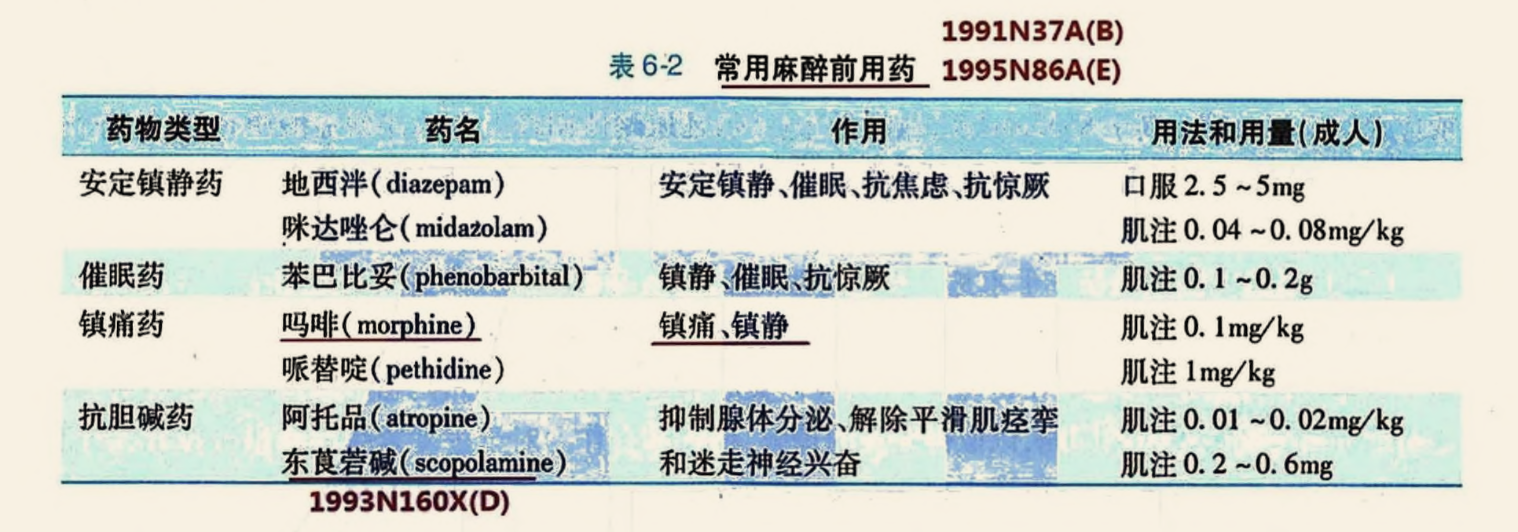 1991N37A(B)
表 6-2 常用麻醉前用药 1995N86A(E)
药物类型 药名 作用 用法和用量(成人)
安定镇静药 地西泮(diazepam) 安定镇静、催眠、抗焦虑、抗惊厥 口服 2.5~5mg
咪达唑仑(midazolam) 肌注 0.04~0.08mg/kg
催眠药 苯巴比妥(phenobarbital) 镇静、催眠、抗惊厥 肌注 0.1~0.2g
镇痛药 吗啡(morphine) 镇痛、镇静 肌注 0.1mg/kg
哌替啶(pethidine) 肌注 1mg/kg
抗胆碱药 阿托品(atropine) 抑制腺体分泌、解除平滑肌痉挛 肌注 0.01~0.02mg/kg
东莨菪碱(scopolamine) 和迷走神经兴奋 肌注 0.2~0.6mg
1993N160X(D)